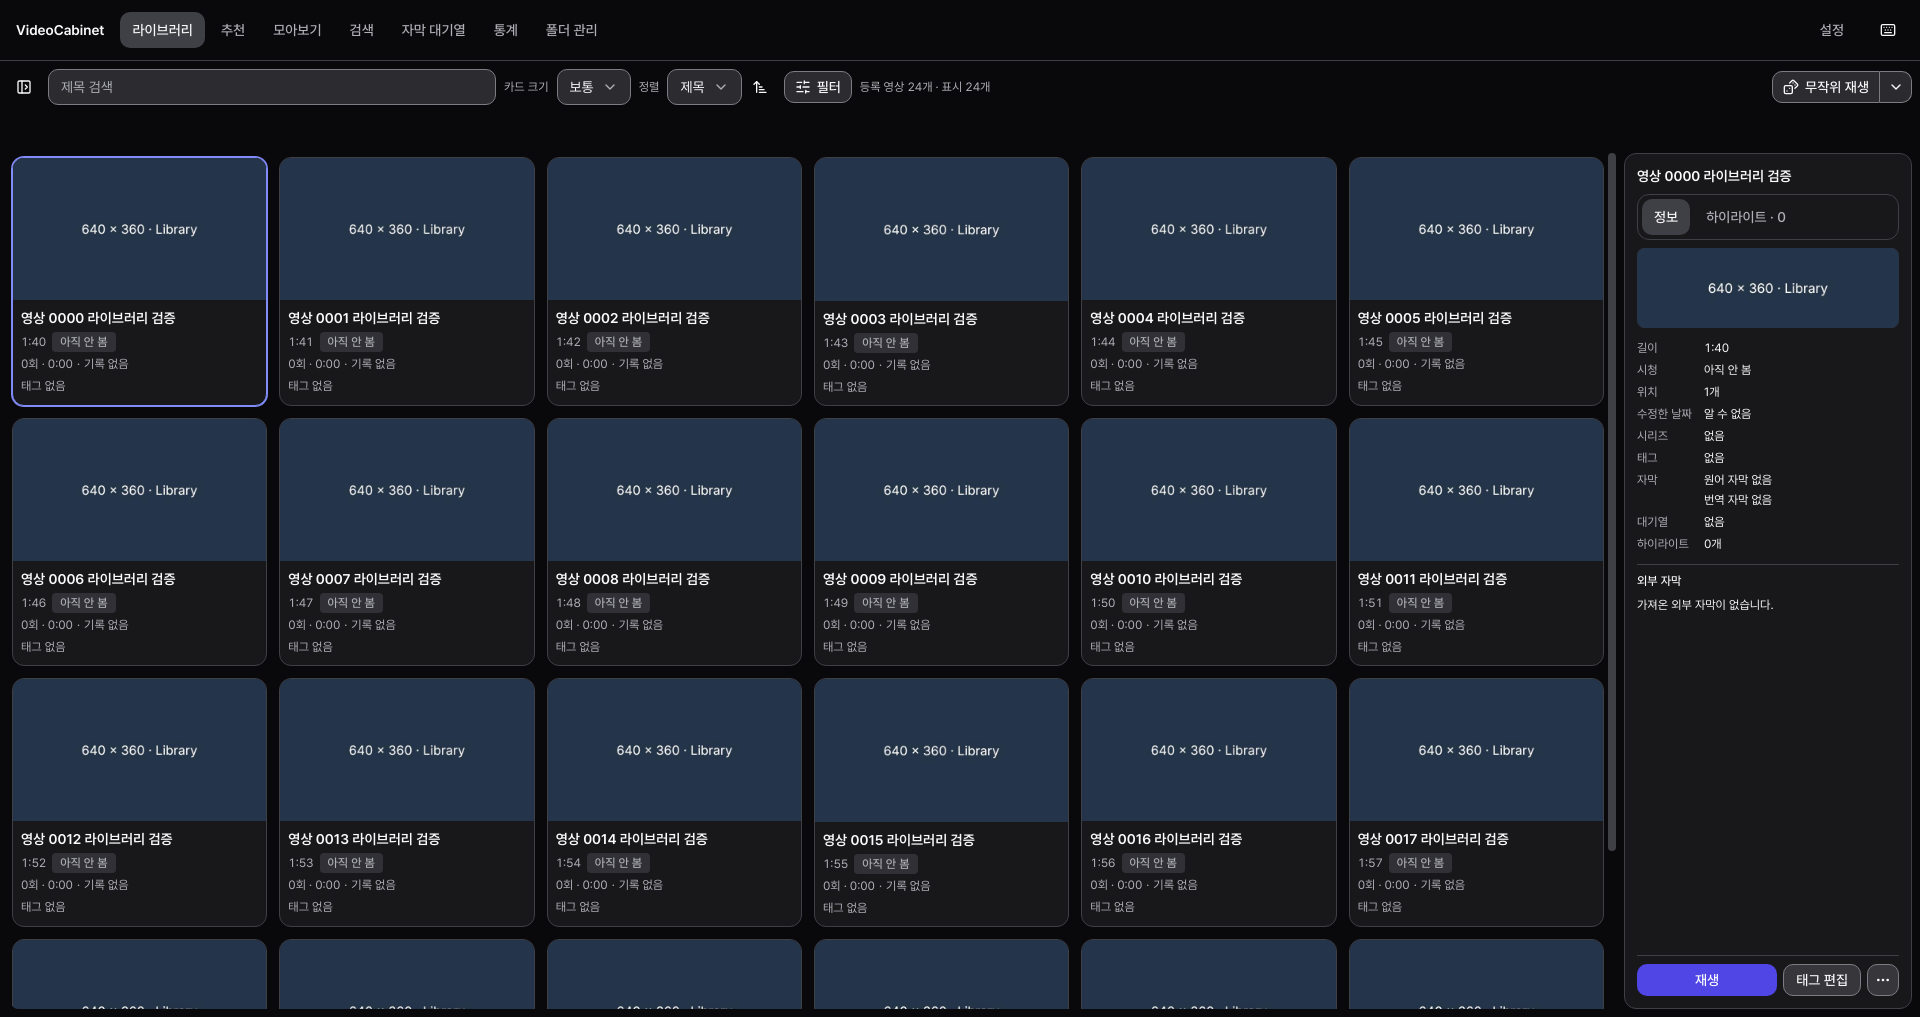 VideoCabinet 라이브러리 추천 모아보기 검색 자막 대기열 통계 폴더 관리 설정
제목 검색 카드 크기 보통 정렬 제목 필터 등록 영상 24개 · 표시 24개 무작위 재생
640 × 360 · Library 640 × 360 · Library 640 × 360 · Library 640 × 360 · Library 640 × 360 · Library 640 × 360 · Library
영상 0000 라이브러리 검증 영상 0001 라이브러리 검증 영상 0002 라이브러리 검증 영상 0003 라이브러리 검증 영상 0004 라이브러리 검증 영상 0005 라이브러리 검증
1:40 아직 안 봄 1:41 아직 안 봄 1:42 아직 안 봄 1:43 아직 안 봄 1:44 아직 안 봄 1:45 아직 안 봄
0회 · 0:00 · 기록 없음 0회 · 0:00 · 기록 없음 0회 · 0:00 · 기록 없음 0회 · 0:00 · 기록 없음 0회 · 0:00 · 기록 없음 0회 · 0:00 · 기록 없음
태그 없음 태그 없음 태그 없음 태그 없음 태그 없음 태그 없음
640 × 360 · Library 640 × 360 · Library 640 × 360 · Library 640 × 360 · Library 640 × 360 · Library 640 × 360 · Library
영상 0006 라이브러리 검증 영상 0007 라이브러리 검증 영상 0008 라이브러리 검증 영상 0009 라이브러리 검증 영상 0010 라이브러리 검증 영상 0011 라이브러리 검증
1:46 아직 안 봄 1:47 아직 안 봄 1:48 아직 안 봄 1:49 아직 안 봄 1:50 아직 안 봄 1:51 아직 안 봄
0회 · 0:00 · 기록 없음 0회 · 0:00 · 기록 없음 0회 · 0:00 · 기록 없음 0회 · 0:00 · 기록 없음 0회 · 0:00 · 기록 없음 0회 · 0:00 · 기록 없음
태그 없음 태그 없음 태그 없음 태그 없음 태그 없음 태그 없음
640 × 360 · Library 640 × 360 · Library 640 × 360 · Library 640 × 360 · Library 640 × 360 · Library 640 × 360 · Library
영상 0012 라이브러리 검증 영상 0013 라이브러리 검증 영상 0014 라이브러리 검증 영상 0015 라이브러리 검증 영상 0016 라이브러리 검증 영상 0017 라이브러리 검증
1:52 아직 안 봄 1:53 아직 안 봄 1:54 아직 안 봄 1:55 아직 안 봄 1:56 아직 안 봄 1:57 아직 안 봄
0회 · 0:00 · 기록 없음 0회 · 0:00 · 기록 없음 0회 · 0:00 · 기록 없음 0회 · 0:00 · 기록 없음 0회 · 0:00 · 기록 없음 0회 · 0:00 · 기록 없음
태그 없음 태그 없음 태그 없음 태그 없음 태그 없음 태그 없음
영상 0000 라이브러리 검증
정보 하이라이트 · 0
640 × 360 · Library
길이 1:40
시청 아직 안 봄
위치 1개
수정한 날짜 알 수 없음
시리즈 없음
태그 없음
자막 원어 자막 없음
번역 자막 없음
대기열 없음
하이라이트 0개
외부 자막
가져온 외부 자막이 없습니다.
재생 태그 편집